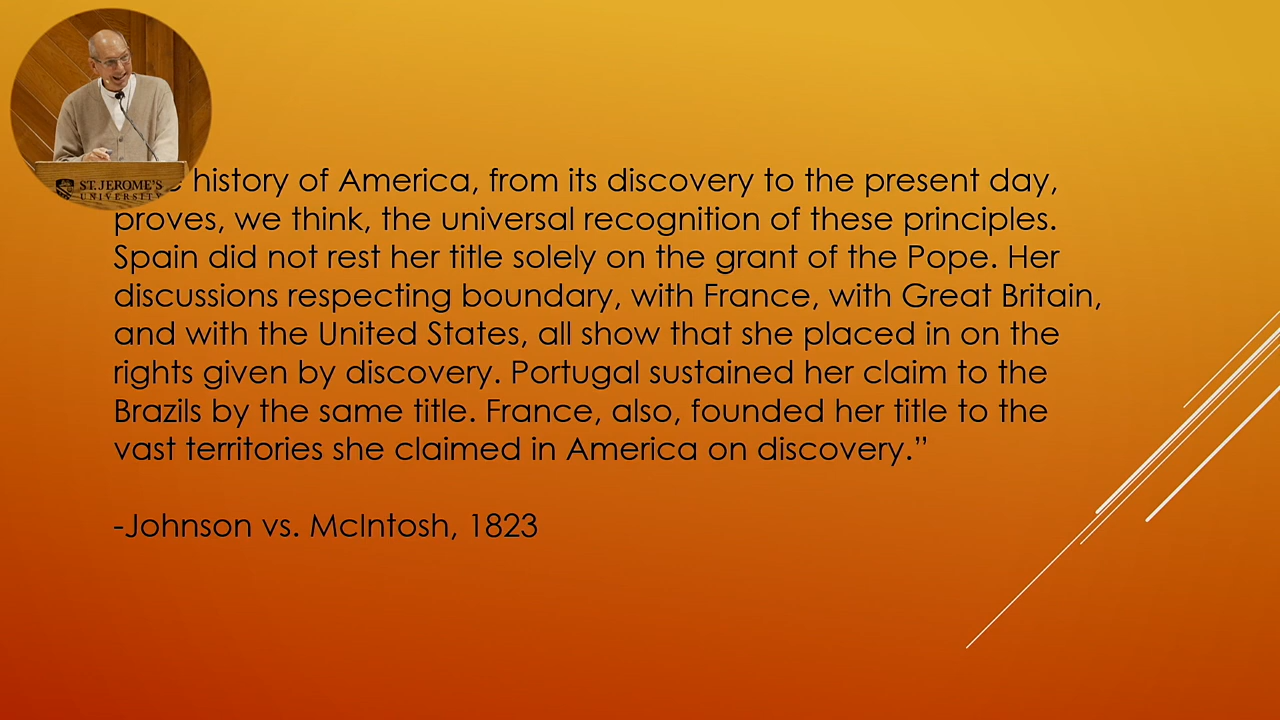 ST. JEROME'S
UNIVERSITY
history of America, from its discovery to the present day,
proves, we think, the universal recognition of these principles.
Spain did not rest her title solely on the grant of the Pope. Her
discussions respecting boundary, with France, with Great Britain,
and with the United States, all show that she placed in on the
rights given by discovery. Portugal sustained her claim to the
Brazils by the same title. France, also, founded her title to the
vast territories she claimed in America on discovery.”
-Johnson vs. McIntosh, 1823